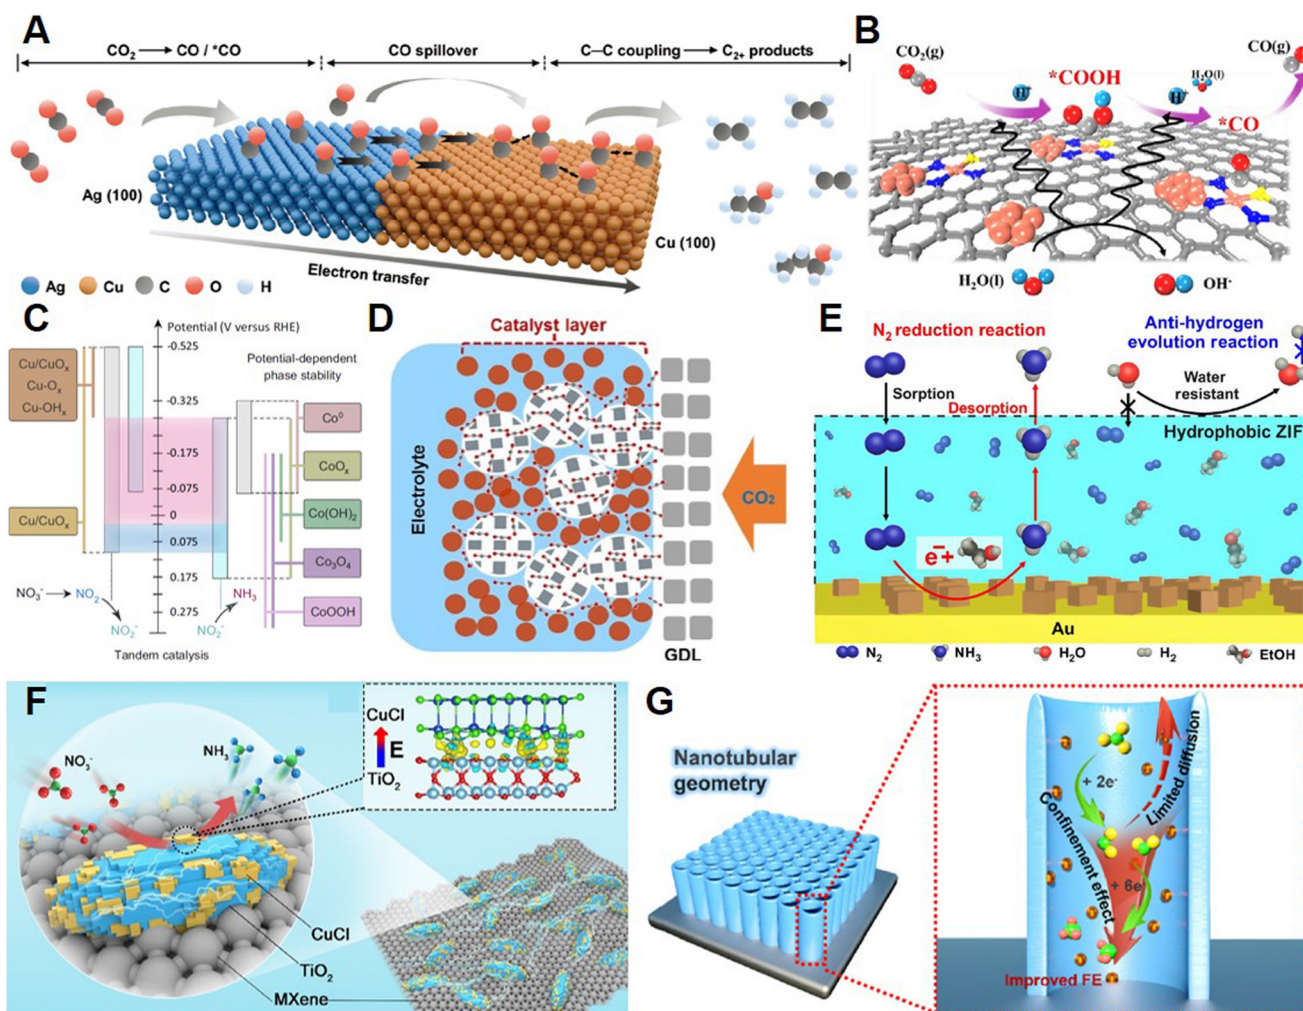 A
CO₂ → CO / *CO
CO spillover
C─C coupling → C₂₊ products
Ag (100)
Cu (100)
Electron transfer
Ag
Cu
C
O
H
B
CO₂(g)
*COOH
CO(g)
H⁺
H₂O(l)
H⁺
*CO
H₂O(l)
OH⁻
C
Potential (V versus RHE)
-0.525
-0.325
-0.175
-0.075
0
0.075
0.175
0.275
Cu/CuOₓ
Cu-Oₓ
Cu-OHₓ
Cu/CuOₓ
Potential-dependent
phase stability
Co⁰
CoOₓ
Co(OH)₂
Co₃O₄
CoOOH
NO₃⁻ → NO₂
NO₂⁻
NH₃
NO₂⁻
Tandem catalysis
D
Catalyst layer
Electrolyte
CO₂
GDL
E
N₂ reduction reaction
Anti-hydrogen
evolution reaction
Sorption
Desorption
Water
resistant
Hydrophobic ZIF
e⁻
+
Au
N₂
NH₃
H₂O
H₂
EtOH
F
NO₃⁻
NH₃
CuCl
E
TiO₂
CuCl
TiO₂
MXene
G
Nanotubular
geometry
+ 2e⁻
Limited diffusion
Confinement effect
+ 6e⁻
Improved FE